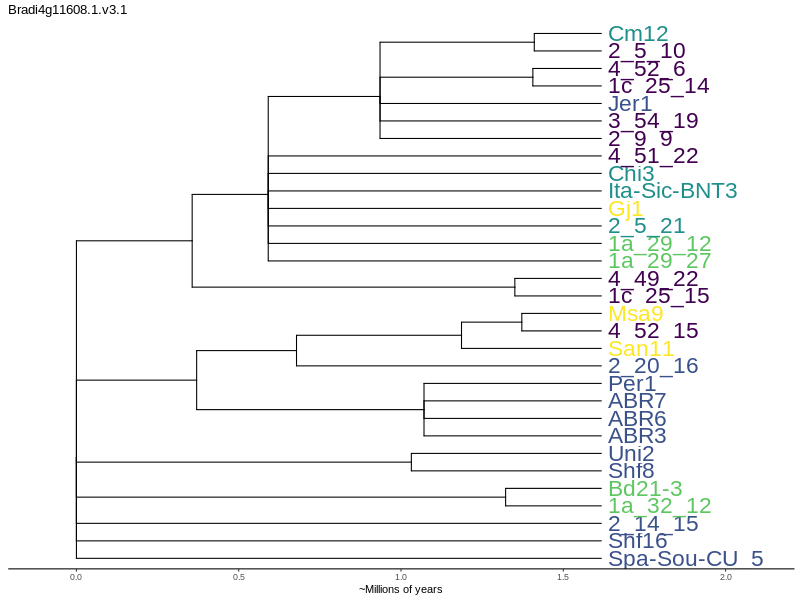 Bradi4g11608.1.v3.1
Cm12
2_5_10
4_52_6
1c_25_14
Jer1
3_54_19
2_9_9
4_51_22
Chi3
Ita-Sic-BNT3
Gj1
2_5_21
1a_29_12
1a_29_27
4_49_22
1c_25_15
Msa9
4_52_15
San11
2_20_16
Per1
ABR7
ABR6
ABR3
Uni2
Shf8
Bd21-3
1a_32_12
2_14_15
Shf16
Spa-Sou-CU_5
0.0 0.5 1.0 1.5 2.0
~Millions of years